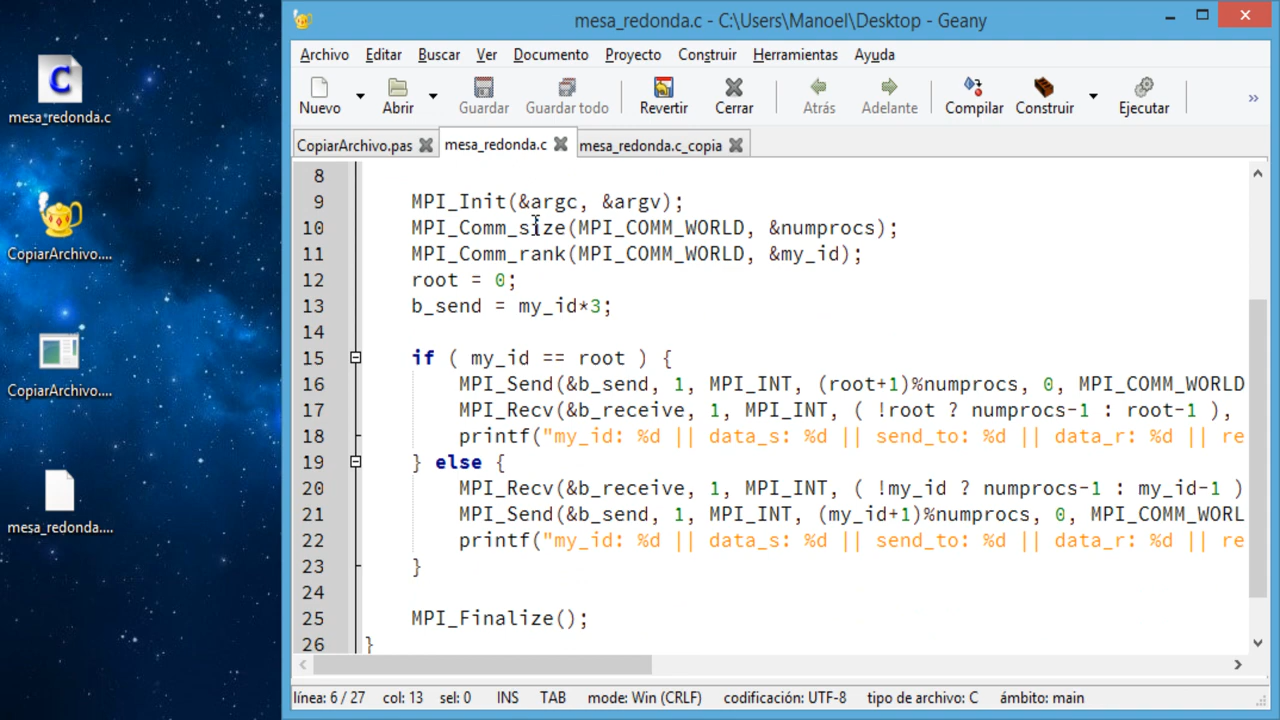 mesa_redonda.c
CopiarArchivo....
CopiarArchivo....
mesa_redonda....
mesa_redonda.c - C:\Users\Manoel\Desktop - Geany
Archivo Editar Buscar Ver Documento Proyecto Construir Herramientas Ayuda
Nuevo Abrir Guardar Guardar todo Revertir Cerrar Atrás Adelante Compilar Construir Ejecutar »
CopiarArchivo.pas mesa_redonda.c mesa_redonda.c_copia
8
9 MPI_Init(&argc, &argv);
10 MPI_Comm_size(MPI_COMM_WORLD, &numprocs);
11 MPI_Comm_rank(MPI_COMM_WORLD, &my_id);
12 root = 0;
13 b_send = my_id*3;
14
15 if ( my_id == root ) {
16 MPI_Send(&b_send, 1, MPI_INT, (root+1)%numprocs, 0, MPI_COMM_WORLD
17 MPI_Recv(&b_receive, 1, MPI_INT, ( !root ? numprocs-1 : root-1 ),
18 printf("my_id: %d || data_s: %d || send_to: %d || data_r: %d || re
19 } else {
20 MPI_Recv(&b_receive, 1, MPI_INT, ( !my_id ? numprocs-1 : my_id-1 )
21 MPI_Send(&b_send, 1, MPI_INT, (my_id+1)%numprocs, 0, MPI_COMM_WORL
22 printf("my_id: %d || data_s: %d || send_to: %d || data_r: %d || re
23 }
24
25 MPI_Finalize();
26 }
línea: 6 / 27 col: 13 sel: 0 INS TAB mode: Win (CRLF) codificación: UTF-8 tipo de archivo: C ámbito: main